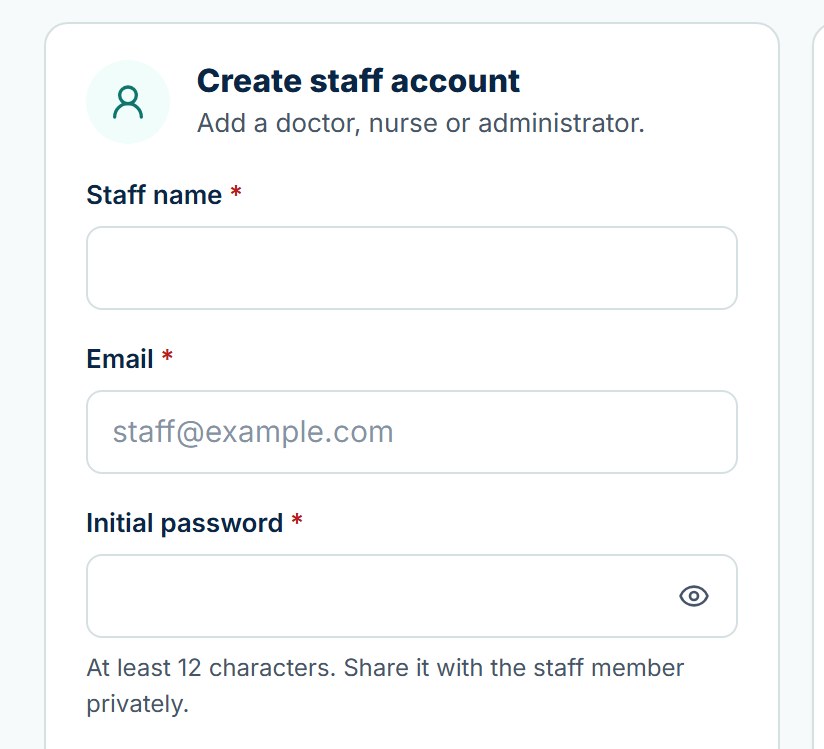 Create staff account
Add a doctor, nurse or administrator.
Staff name *
Email *
staff@example.com
Initial password *
At least 12 characters. Share it with the staff member
privately.